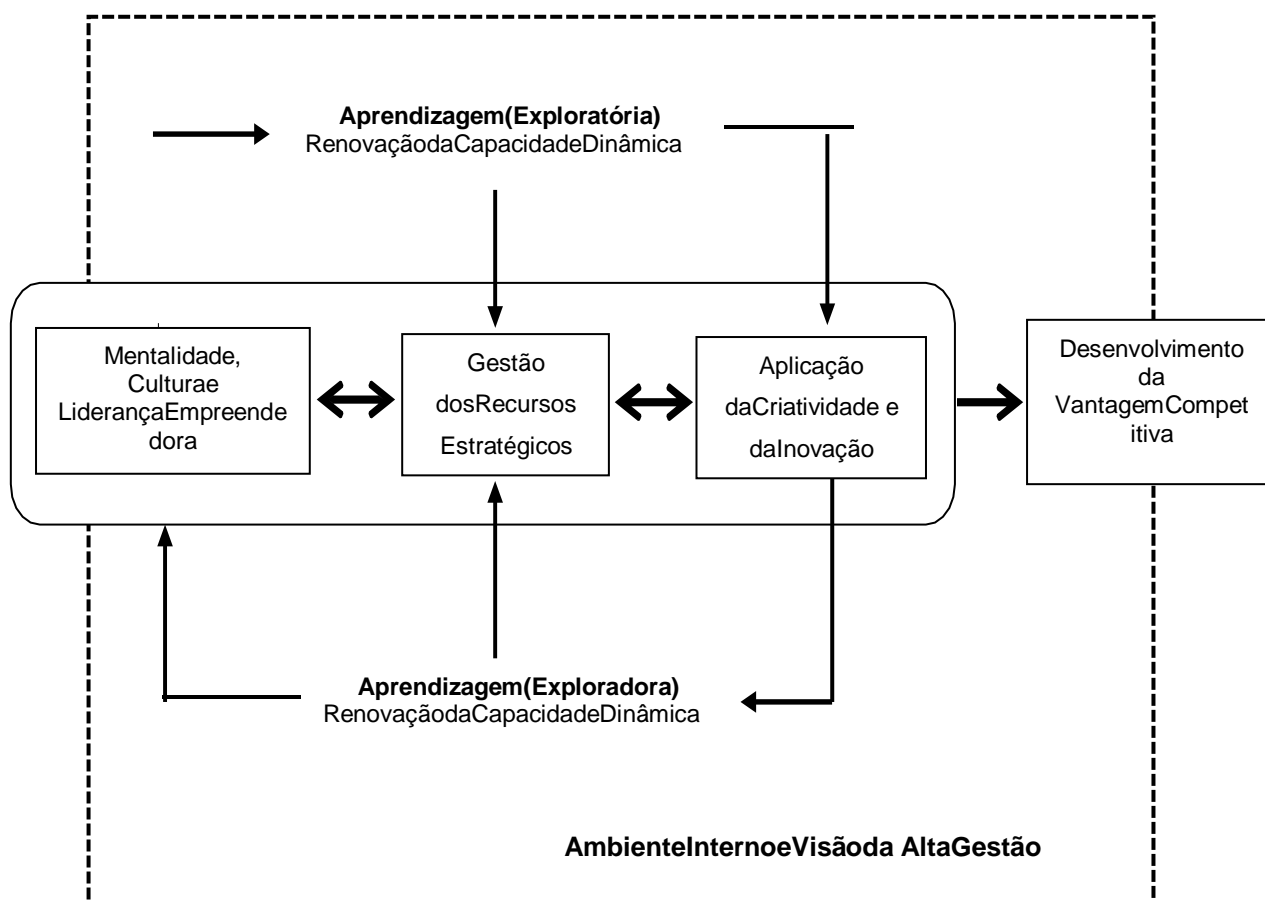 Aprendizagem(Exploratória)
RenovaçãodaCapacidadeDinâmica
Mentalidade,
Culturae
LiderançaEmpreende
dora
Gestão
dosRecursos
Estratégicos
Aplicação
daCriatividade e
daInovação
Desenvolvimento
da
VantagemCompet
itiva
Aprendizagem(Exploradora)
RenovaçãodaCapacidadeDinâmica
AmbienteInternoeVisãoda AltaGestão